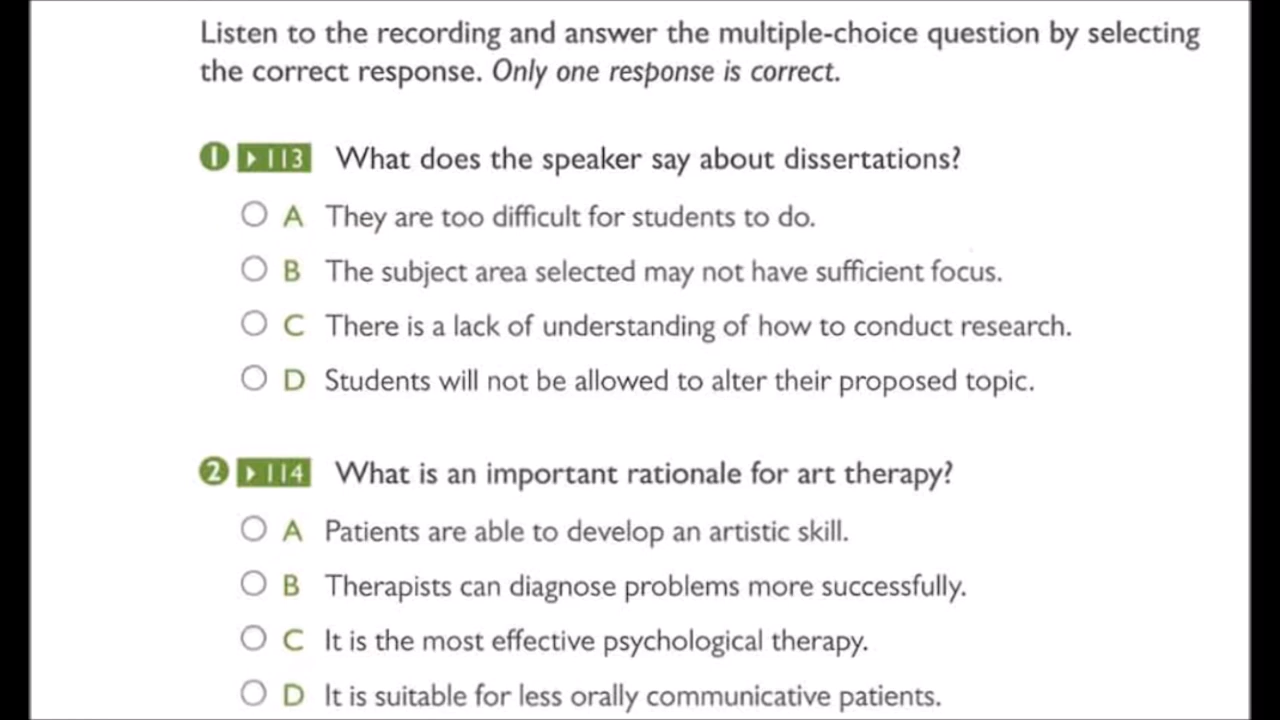 Listen to the recording and answer the multiple-choice question by selecting
the correct response. Only one response is correct.
1 113 What does the speaker say about dissertations?
A They are too difficult for students to do.
B The subject area selected may not have sufficient focus.
C There is a lack of understanding of how to conduct research.
D Students will not be allowed to alter their proposed topic.
2 114 What is an important rationale for art therapy?
A Patients are able to develop an artistic skill.
B Therapists can diagnose problems more successfully.
C It is the most effective psychological therapy.
D It is suitable for less orally communicative patients.